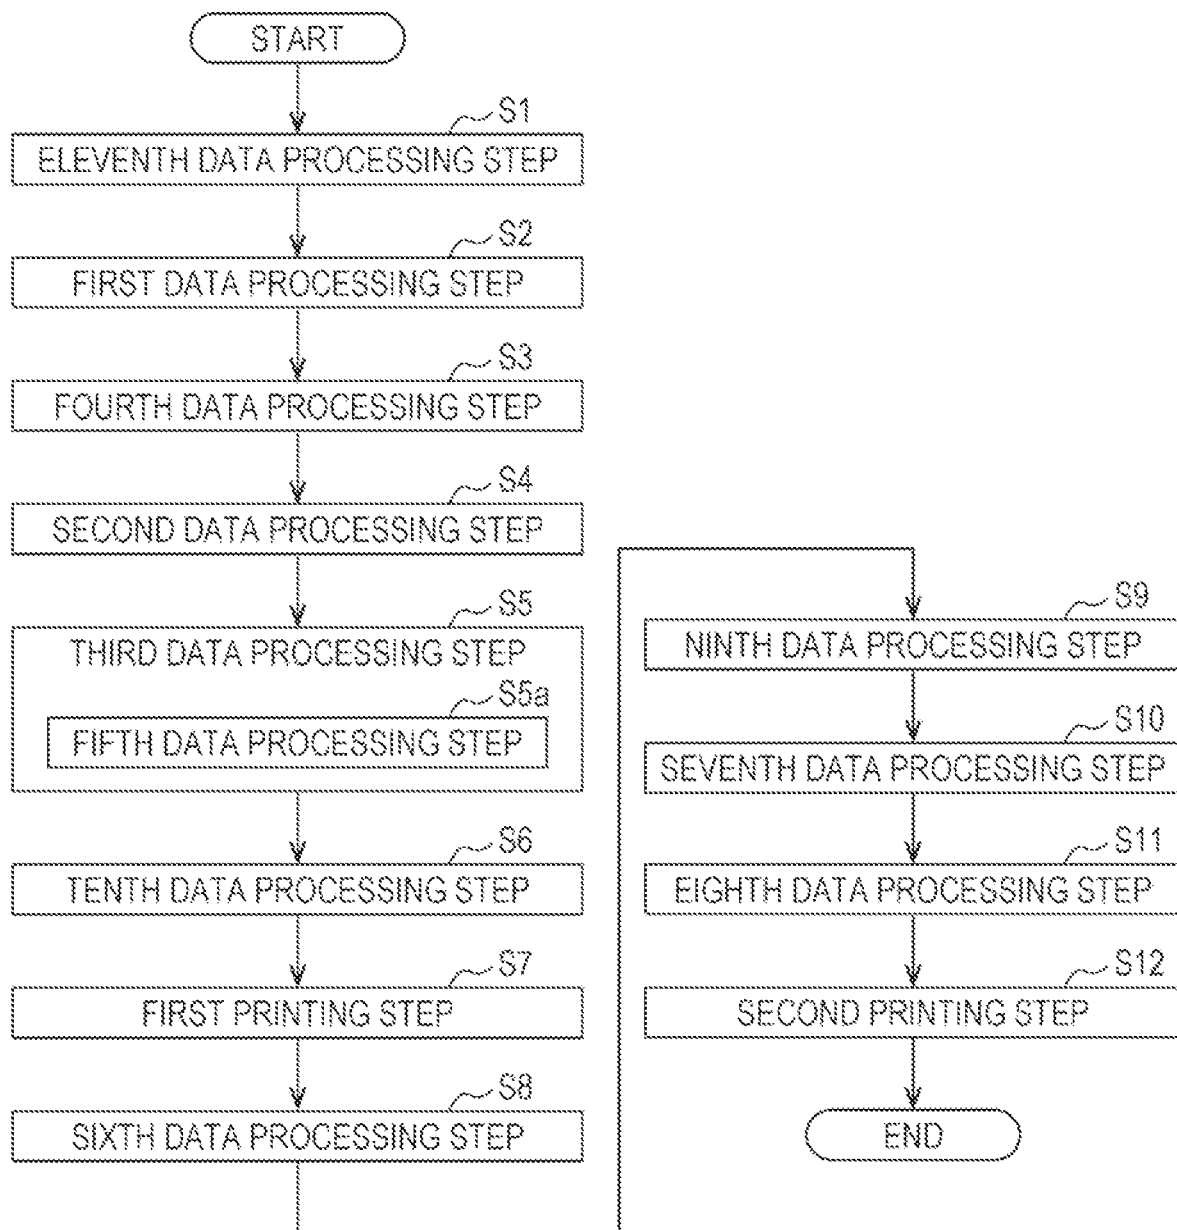 START
S1
ELEVENTH DATA PROCESSING STEP
S2
FIRST DATA PROCESSING STEP
S3
FOURTH DATA PROCESSING STEP
S4
SECOND DATA PROCESSING STEP
S5
THIRD DATA PROCESSING STEP
S5a
FIFTH DATA PROCESSING STEP
S6
TENTH DATA PROCESSING STEP
S7
FIRST PRINTING STEP
S8
SIXTH DATA PROCESSING STEP
S9
NINTH DATA PROCESSING STEP
S10
SEVENTH DATA PROCESSING STEP
S11
EIGHTH DATA PROCESSING STEP
S12
SECOND PRINTING STEP
END